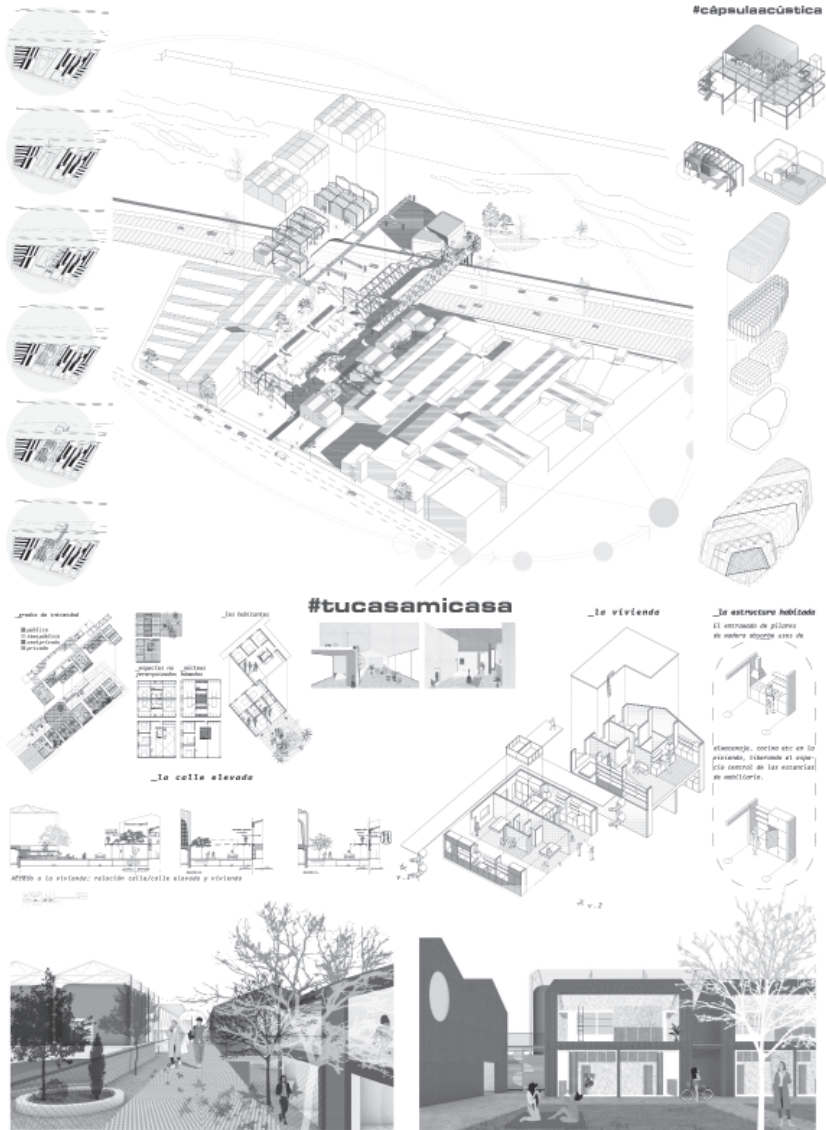 #cápsulaacústica
#tucasamicasa
_grados de intimidad
público
semipúblico
semiprivado
privado
_espacios no
jerarquizados
_núcleos
húmedos
_los habitantes
_la vivienda
_la estructura habitada
El entramado de pilares
de madera absorbe usos de
almacenaje, cocina etc en la
vivienda, liberando el espa-
cio central de las estancias
de mobiliario.
_la calle elevada
Acceso a la vivienda; relación calle/calle elevada y vivienda
v.1
v.2